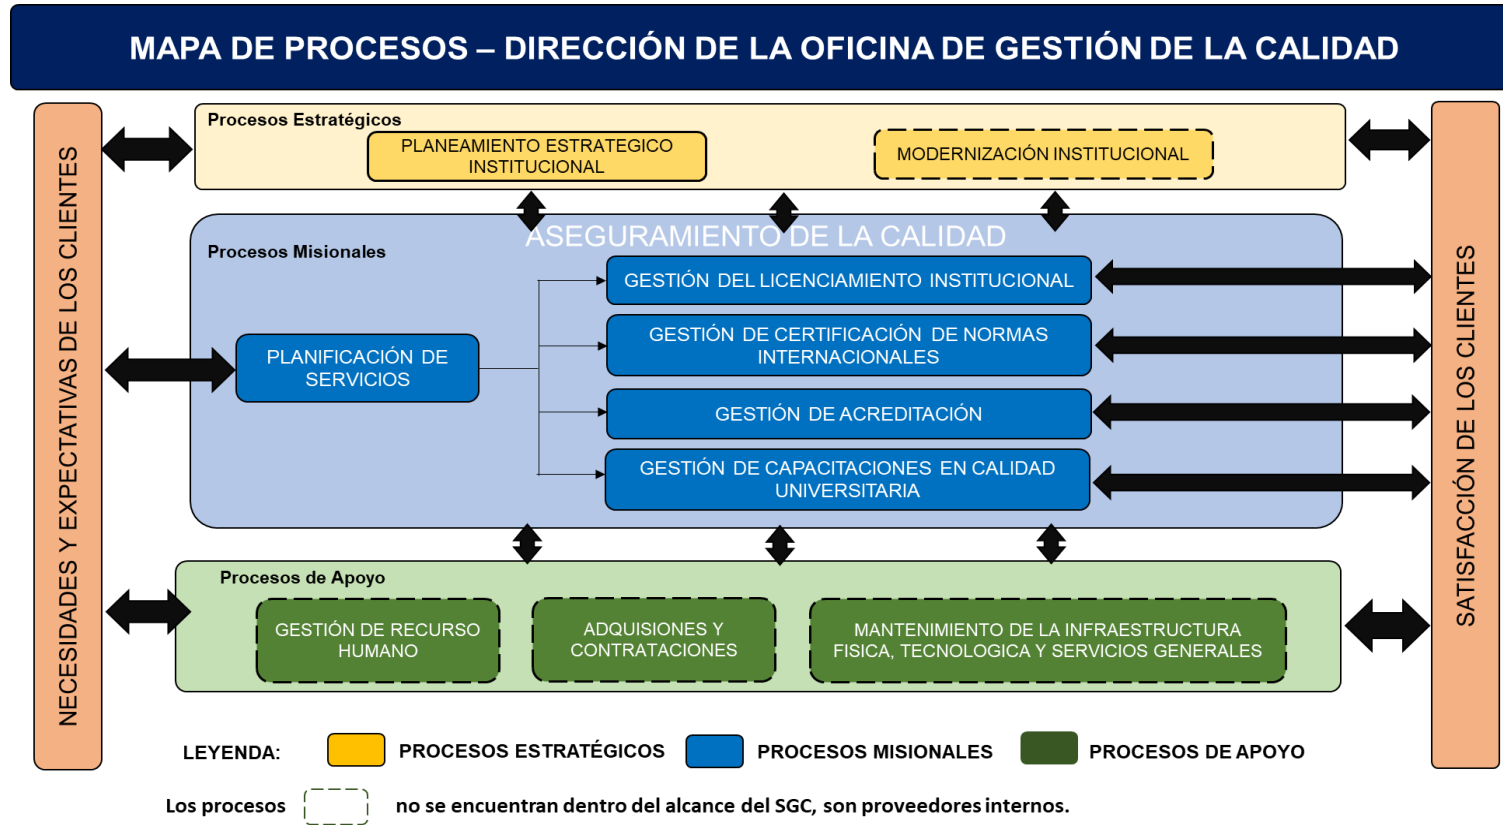 MAPA DE PROCESOS – DIRECCIÓN DE LA OFICINA DE GESTIÓN DE LA CALIDAD
NECESIDADES Y EXPECTATIVAS DE LOS CLIENTES
Procesos Estratégicos
PLANEAMIENTO ESTRATEGICO
INSTITUCIONAL
MODERNIZACIÓN INSTITUCIONAL
ASEGURAMIENTO DE LA CALIDAD
Procesos Misionales
PLANIFICACIÓN DE
SERVICIOS
GESTIÓN DEL LICENCIAMIENTO INSTITUCIONAL
GESTIÓN DE CERTIFICACIÓN DE NORMAS
INTERNACIONALES
GESTIÓN DE ACREDITACIÓN
GESTIÓN DE CAPACITACIONES EN CALIDAD
UNIVERSITARIA
Procesos de Apoyo
GESTIÓN DE RECURSO
HUMANO
ADQUISIONES Y
CONTRATACIONES
MANTENIMIENTO DE LA INFRAESTRUCTURA
FISICA, TECNOLOGICA Y SERVICIOS GENERALES
SATISFACCIÓN DE LOS CLIENTES
LEYENDA:
PROCESOS ESTRATÉGICOS
PROCESOS MISIONALES
PROCESOS DE APOYO
Los procesos no se encuentran dentro del alcance del SGC, son proveedores internos.